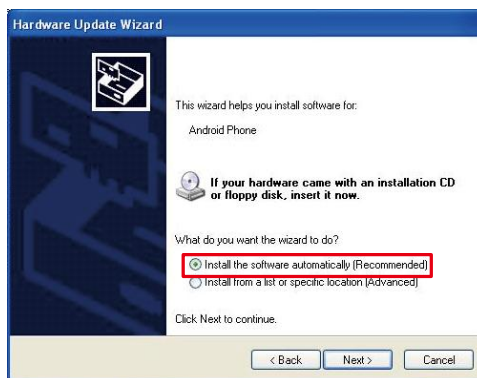 Hardware Update Wizard
This wizard helps you install software for:
Android Phone
If your hardware came with an installation CD
or floppy disk, insert it now.
What do you want the wizard to do?
Install the software automatically (Recommended)
Install from a list or specific location (Advanced)
Click Next to continue.
< Back
Next >
Cancel